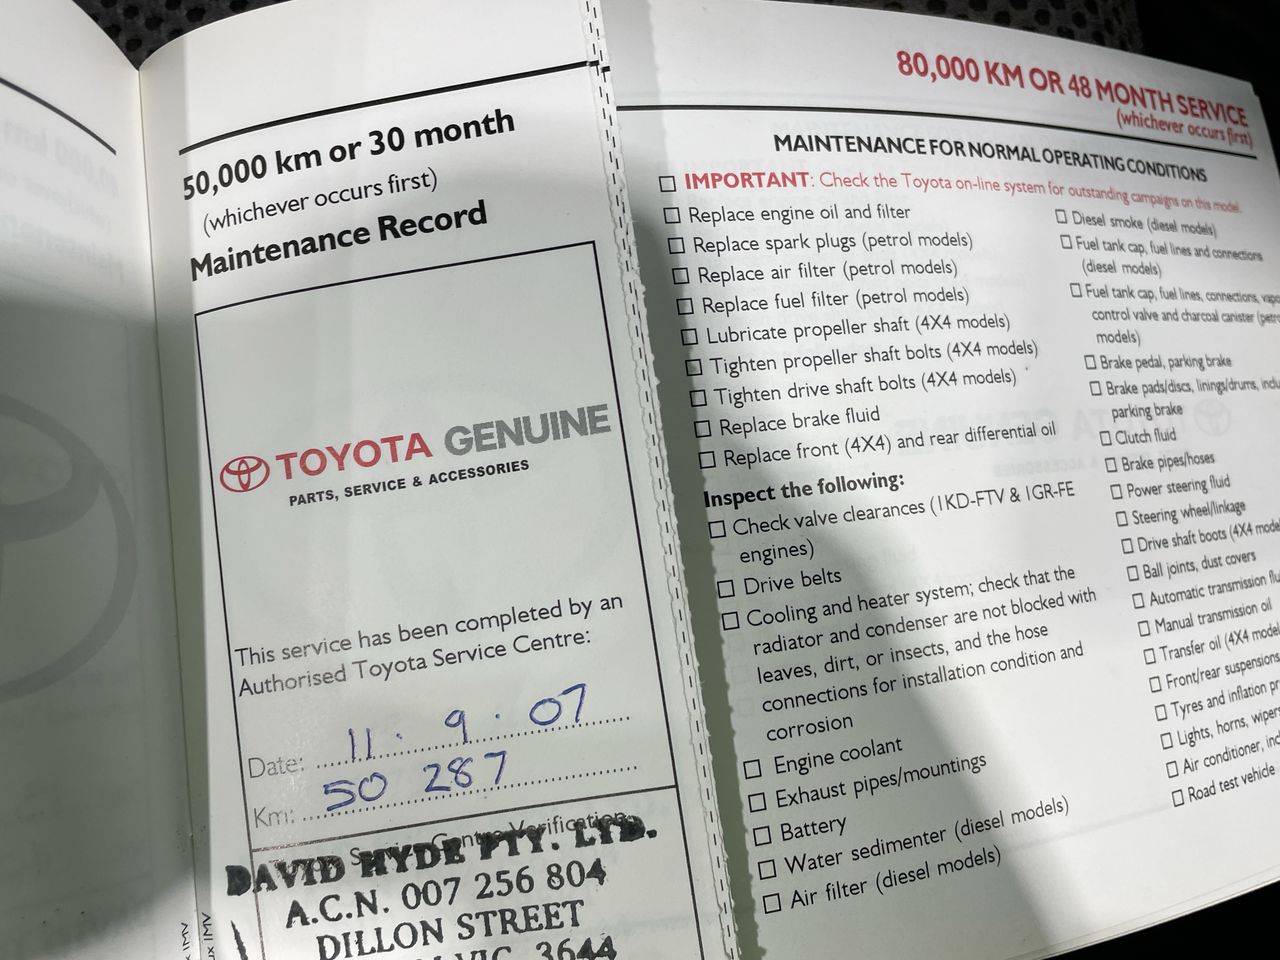 50,000 km or 30 month
(whichever occurs first)
Maintenance Record
TOYOTA GENUINE
PARTS, SERVICE & ACCESSORIES
This service has been completed by an
Authorised Toyota Service Centre:
Date: 11 . 9 . 07
Km: 50 287
Service Centre Verification
DAVID HYDE PTY. LTD.
A.C.N. 007 256 804
DILLON STREET
VIC. 3644
IMV
IMV
80,000 KM OR 48 MONTH SERVICE
(whichever occurs first)
MAINTENANCE FOR NORMAL OPERATING CONDITIONS
IMPORTANT: Check the Toyota on-line system for outstanding campaigns on this model.
Replace engine oil and filter
Replace spark plugs (petrol models)
Replace air filter (petrol models)
Replace fuel filter (petrol models)
Lubricate propeller shaft (4X4 models)
Tighten propeller shaft bolts (4X4 models)
Tighten drive shaft bolts (4X4 models)
Replace brake fluid
Replace front (4X4) and rear differential oil
Inspect the following:
Check valve clearances (1KD-FTV & 1GR-FE
engines)
Drive belts
Cooling and heater system; check that the
radiator and condenser are not blocked with
leaves, dirt, or insects, and the hose
connections for installation condition and
corrosion
Engine coolant
Exhaust pipes/mountings
Battery
Water sedimenter (diesel models)
Air filter (diesel models)
Diesel smoke (diesel models)
Fuel tank cap, fuel lines and connections
(diesel models)
Fuel tank cap, fuel lines, connections,
control valve and charcoal canister
models)
Brake pedal, parking brake
Brake pads/discs, linings/drums,
parking brake
Clutch fluid
Brake pipes/hoses
Power steering fluid
Steering wheel/linkage
Drive shaft boots (4X4
Ball joints, dust covers
Automatic transmission
Manual transmission oil
Transfer oil (4X4
Front/rear suspensions
Tyres and inflation
Lights, horns,
Air conditioner,
Road test vehicle